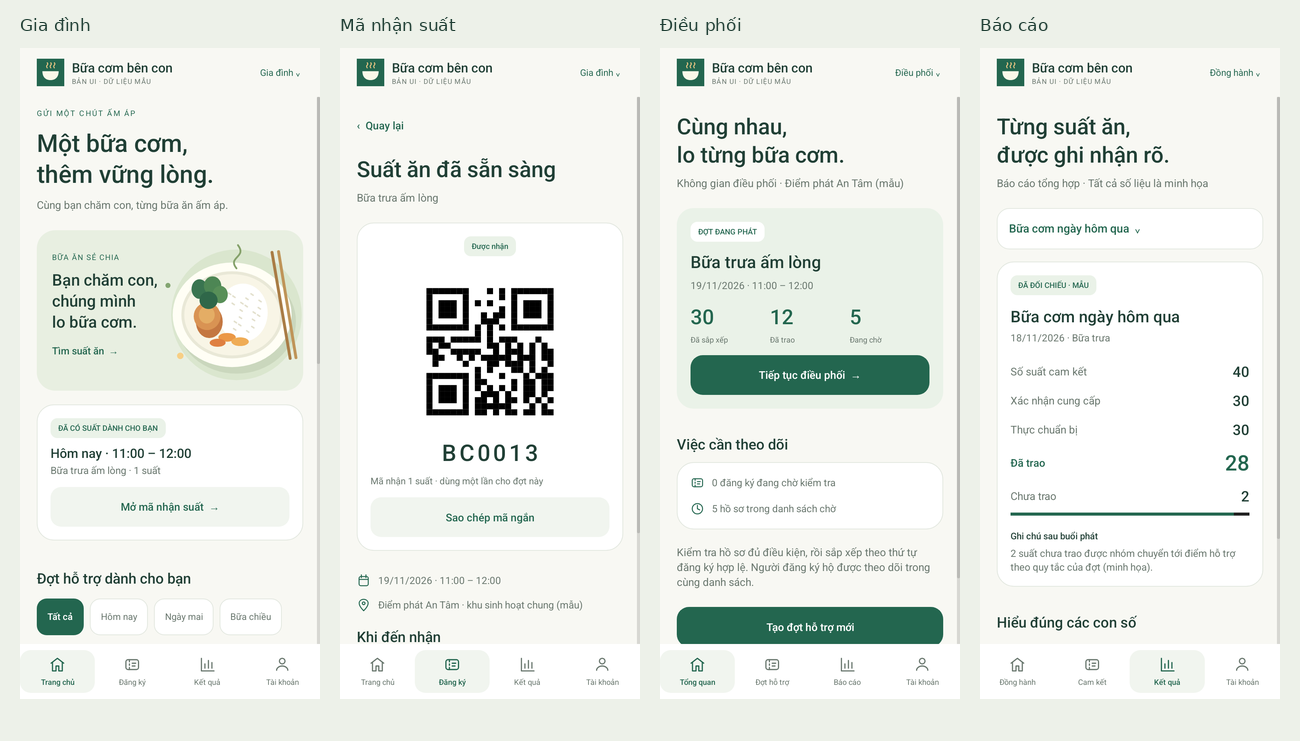 Gia đình
Bữa cơm bên con
BẢN UI · DỮ LIỆU MẪU
Gia đình
GỬI MỘT CHÚT ẤM ÁP
Một bữa cơm,
thêm vững lòng.
Cùng bạn chăm con, từng bữa ăn ấm áp.
BỮA ĂN SẺ CHIA
Bạn chăm con,
chúng mình
lo bữa cơm.
Tìm suất ăn →
ĐÃ CÓ SUẤT DÀNH CHO BẠN
Hôm nay · 11:00 – 12:00
Bữa trưa ấm lòng · 1 suất
Mở mã nhận suất →
Đợt hỗ trợ dành cho bạn
Tất cả
Hôm nay
Ngày mai
Bữa chiều
Trang chủ
Đăng ký
Kết quả
Tài khoản
Mã nhận suất
Bữa cơm bên con
BẢN UI · DỮ LIỆU MẪU
Gia đình
‹ Quay lại
Suất ăn đã sẵn sàng
Bữa trưa ấm lòng
Được nhận
BC0013
Mã nhận 1 suất · dùng một lần cho đợt này
Sao chép mã ngắn
19/11/2026 · 11:00 – 12:00
Điểm phát An Tâm · khu sinh hoạt chung (mẫu)
Khi đến nhận
Trang chủ
Đăng ký
Kết quả
Tài khoản
Điều phối
Bữa cơm bên con
BẢN UI · DỮ LIỆU MẪU
Điều phối
Cùng nhau,
lo từng bữa cơm.
Không gian điều phối · Điểm phát An Tâm (mẫu)
ĐỢT ĐANG PHÁT
Bữa trưa ấm lòng
19/11/2026 · 11:00 – 12:00
30
12
5
Đã sắp xếp
Đã trao
Đang chờ
Tiếp tục điều phối →
Việc cần theo dõi
0 đăng ký đang chờ kiểm tra
5 hồ sơ trong danh sách chờ
Kiểm tra hồ sơ đủ điều kiện, rồi sắp xếp theo thứ tự
đăng ký hợp lệ. Người đăng ký hộ được theo dõi trong
cùng danh sách.
Tạo đợt hỗ trợ mới
Tổng quan
Đợt hỗ trợ
Báo cáo
Tài khoản
Báo cáo
Bữa cơm bên con
BẢN UI · DỮ LIỆU MẪU
Đồng hành
Từng suất ăn,
được ghi nhận rõ.
Báo cáo tổng hợp · Tất cả số liệu là minh họa
Bữa cơm ngày hôm qua
ĐÃ ĐỐI CHIẾU · MẪU
Bữa cơm ngày hôm qua
18/11/2026 · Bữa trưa
Số suất cam kết 40
Xác nhận cung cấp 30
Thực chuẩn bị 30
Đã trao 28
Chưa trao 2
Ghi chú sau buổi phát
2 suất chưa trao được nhóm chuyển tới điểm hỗ trợ
theo quy tắc của đợt (minh họa).
Hiểu đúng các con số
Đồng hành
Cam kết
Kết quả
Tài khoản